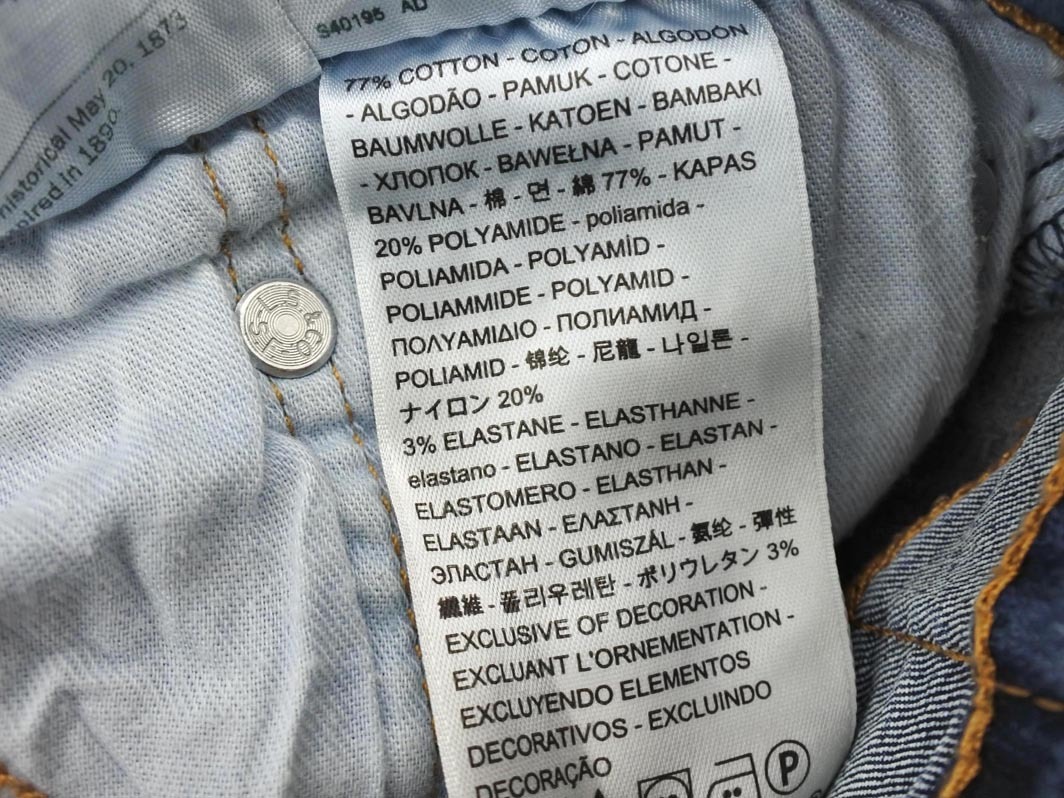 S40195 AD
historical May 20, 1873
in 1890
77% COTTON - COTON - ALGODÓN
- ALGODÃO - PAMUK - COTONE -
BAUMWOLLE - KATOEN - BAMBAKI
- ХЛОПОК - BAWEŁNA - PAMUT -
BAVLNA - 棉 - 면 - 綿 77% - KAPAS
20% POLYAMIDE - poliamida -
POLIAMIDA - POLYAMİD -
POLIAMMIDE - POLYAMID -
ΠΟΛΥΑΜΙΔΙΟ - ПОЛИАМИД -
POLIAMID - 锦纶 - 尼龍 - 나일론 -
ナイロン 20%
3% ELASTANE - ELASTHANNE -
elastano - ELASTANO - ELASTAN -
ELASTOMERO - ELASTHAN -
ELASTAAN - ΕΛΑΣΤΑΝΗ -
ЭЛАСТАН - GUMISZÁL - 氨纶 - 彈性
纖維 - 폴리우레탄 - ポリウレタン 3%
EXCLUSIVE OF DECORATION -
EXCLUANT L'ORNEMENTATION -
EXCLUYENDO ELEMENTOS
DECORATIVOS - EXCLUINDO
DECORAÇÃO
P
L.S. & CO.